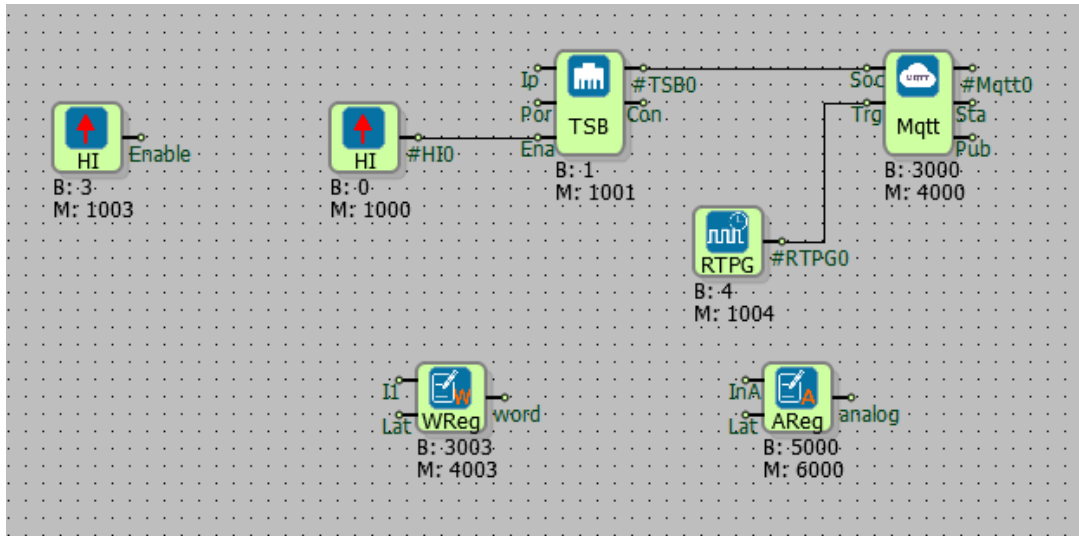 Ip
#TSB0
Soc
#Mqtt0
Por
Con
Trg
Sta
TSB
Mqtt
HI
Enable
HI
#HI0
Ena
Pub
B: 3
M: 1003
B: 0
M: 1000
B: 1
M: 1001
B: 3000
M: 4000
RTPG
#RTPG0
B: 4
M: 1004
I1
W
word
Lat
WReg
B: 3003
M: 4003
InA
A
analog
Lat
AReg
B: 5000
M: 6000